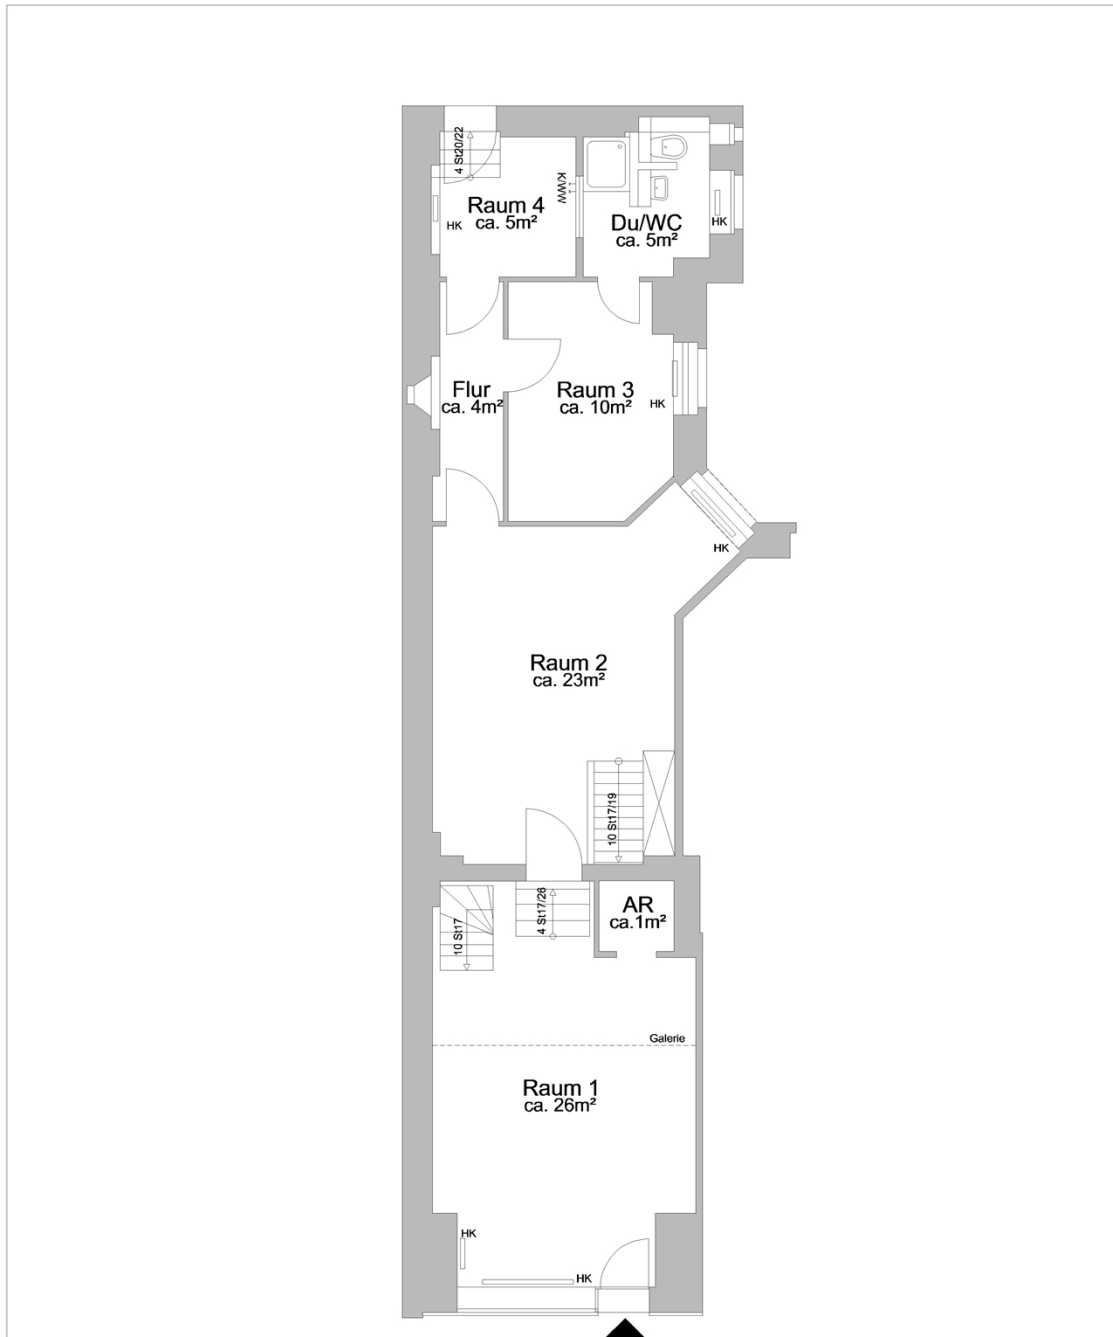 4 St20/22
Raum 4
ca. 5m²
HK
K/WW
Du/WC
ca. 5m²
HK
Flur
ca. 4m²
Raum 3
ca. 10m²
HK
HK
Raum 2
ca. 23m²
10 St17/19
10 St17
4 St17/26
AR
ca.1m²
Galerie
Raum 1
ca. 26m²
HK
HK